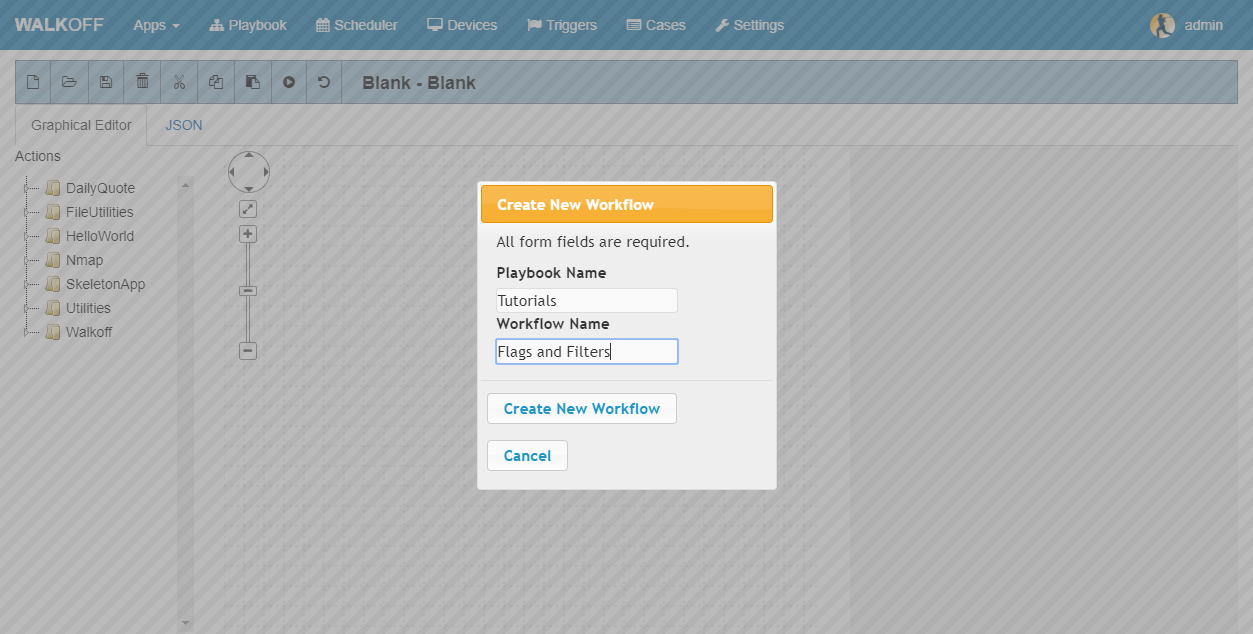 WALKOFF Apps Playbook Scheduler Devices Triggers Cases Settings admin
Blank - Blank
Graphical Editor JSON
Actions
DailyQuote
FileUtilities
HelloWorld
Nmap
SkeletonApp
Utilities
Walkoff
Create New Workflow
All form fields are required.
Playbook Name
Tutorials
Workflow Name
Flags and Filters
Create New Workflow
Cancel